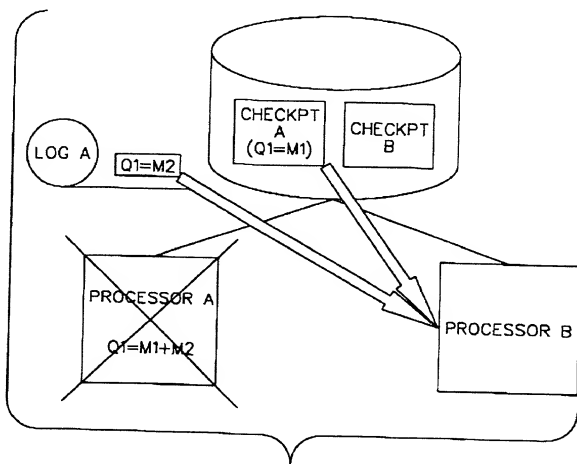 CHECKPT
A
(Q1=M1)
CHECKPT
B
LOG A
Q1=M2
PROCESSOR A
Q1=M1+M2
PROCESSOR B